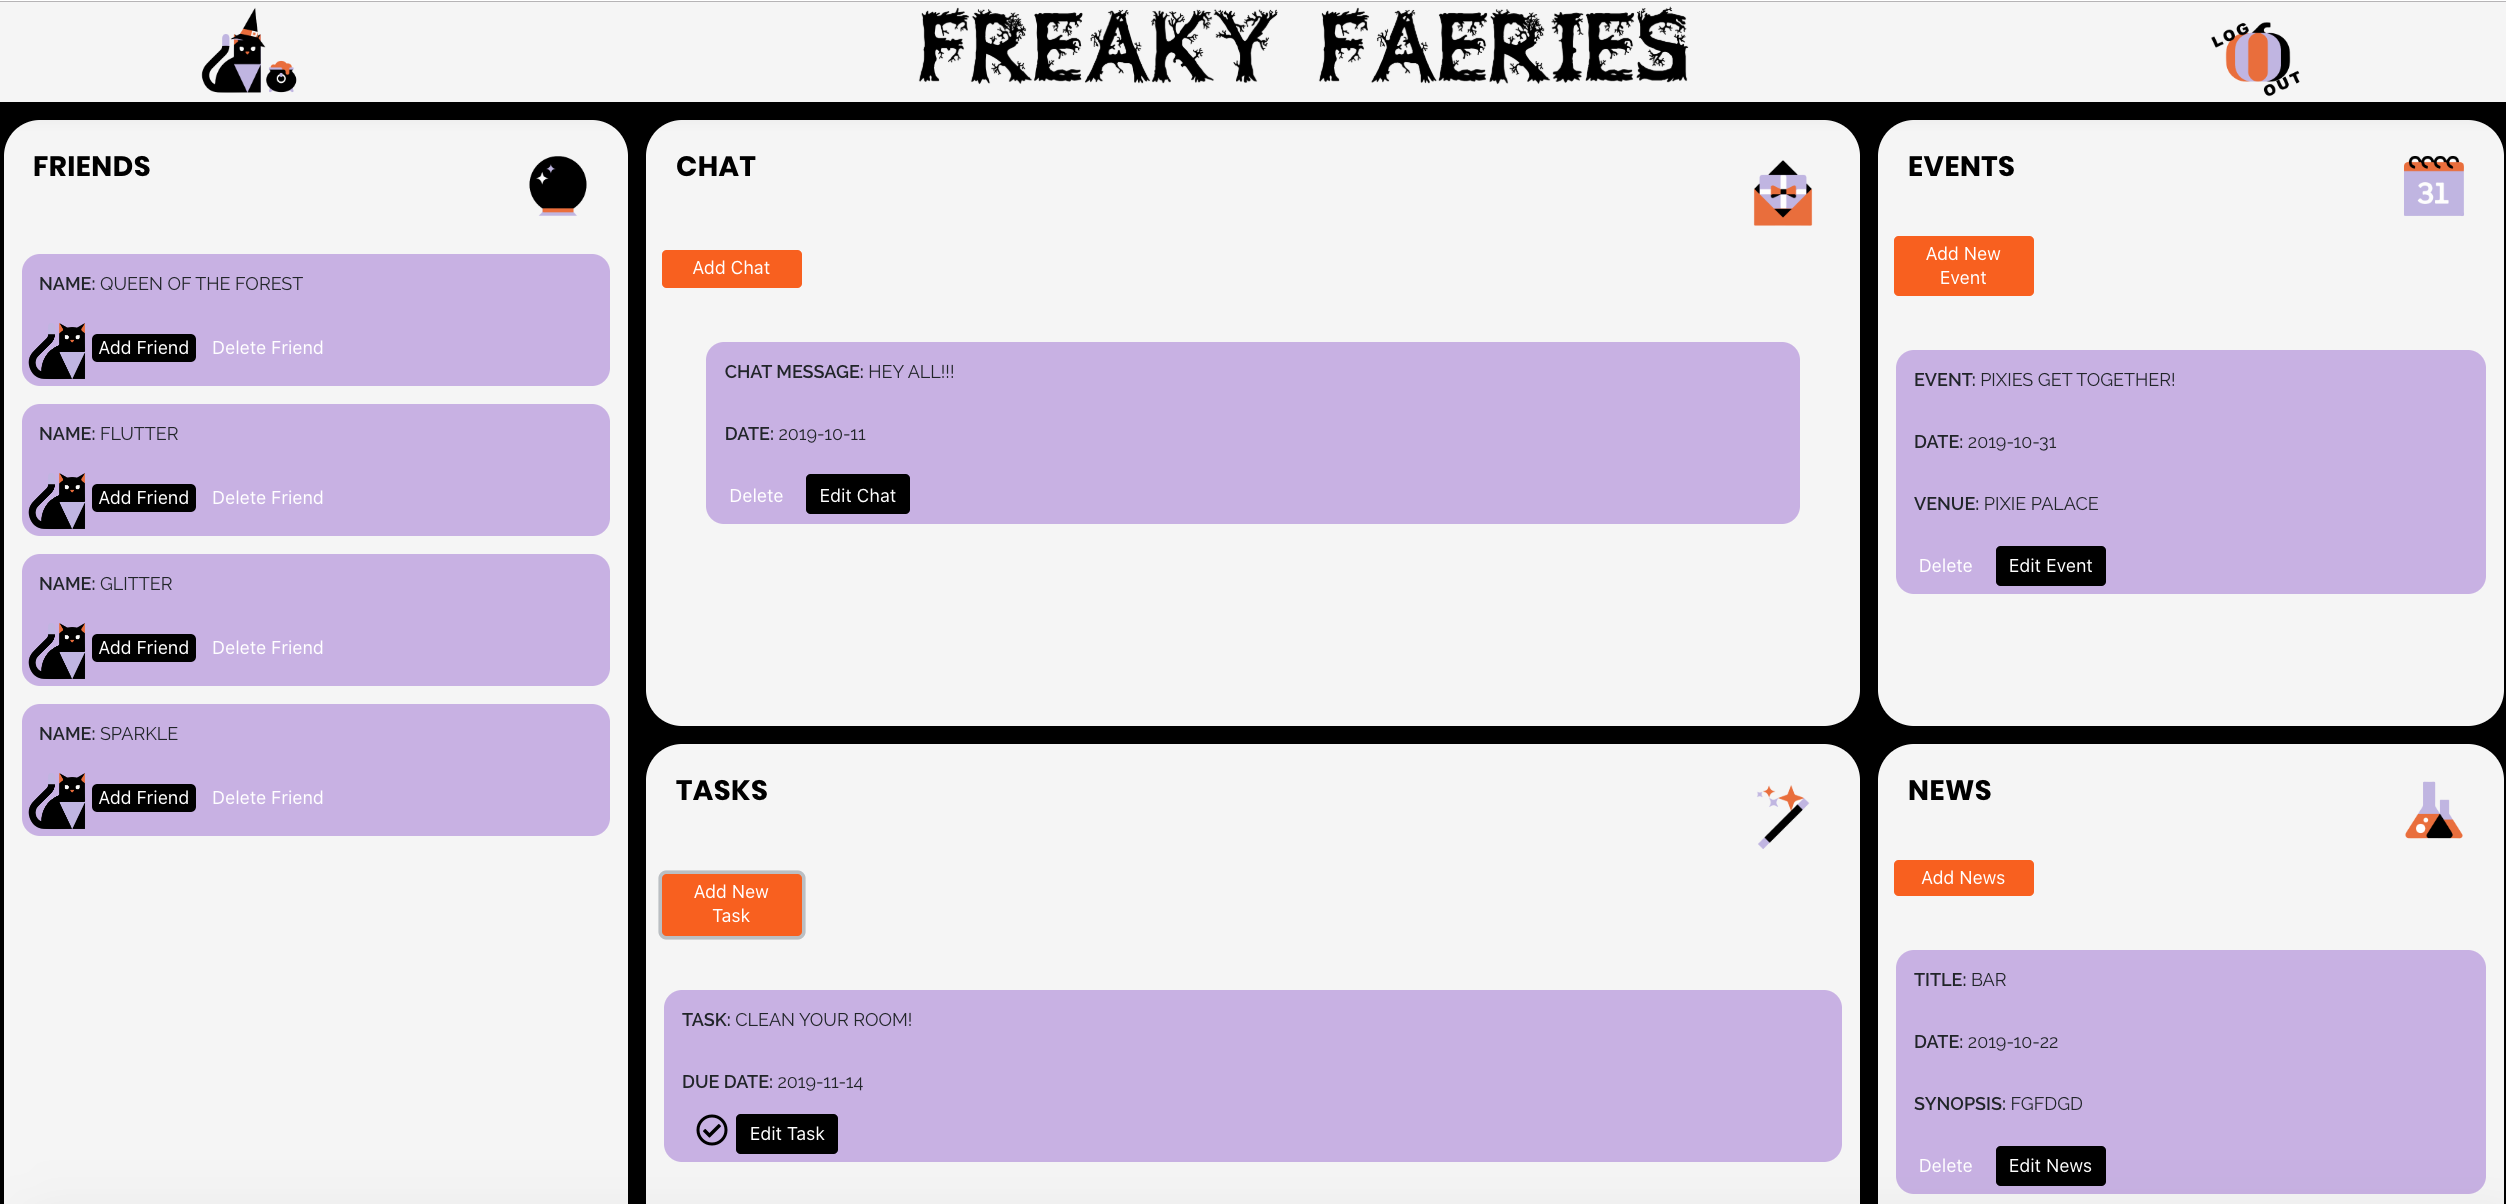 FREAKY FAERIES
LOG
OUT
FRIENDS
NAME: QUEEN OF THE FOREST
Add Friend Delete Friend
NAME: FLUTTER
Add Friend Delete Friend
NAME: GLITTER
Add Friend Delete Friend
NAME: SPARKLE
Add Friend Delete Friend
CHAT
Add Chat
CHAT MESSAGE: HEY ALL!!!
DATE: 2019-10-11
Delete Edit Chat
TASKS
Add New
Task
TASK: CLEAN YOUR ROOM!
DUE DATE: 2019-11-14
Edit Task
EVENTS
31
Add New
Event
EVENT: PIXIES GET TOGETHER!
DATE: 2019-10-31
VENUE: PIXIE PALACE
Delete Edit Event
NEWS
Add News
TITLE: BAR
DATE: 2019-10-22
SYNOPSIS: FGFDGD
Delete Edit News